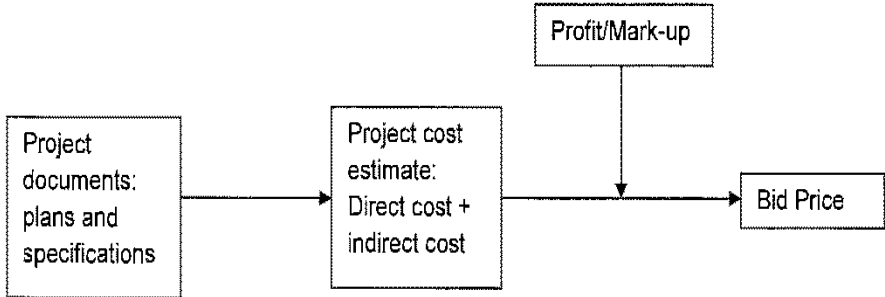 Profit/Mark-up
Project
documents:
plans and
specifications
Project cost
estimate:
Direct cost +
indirect cost
Bid Price